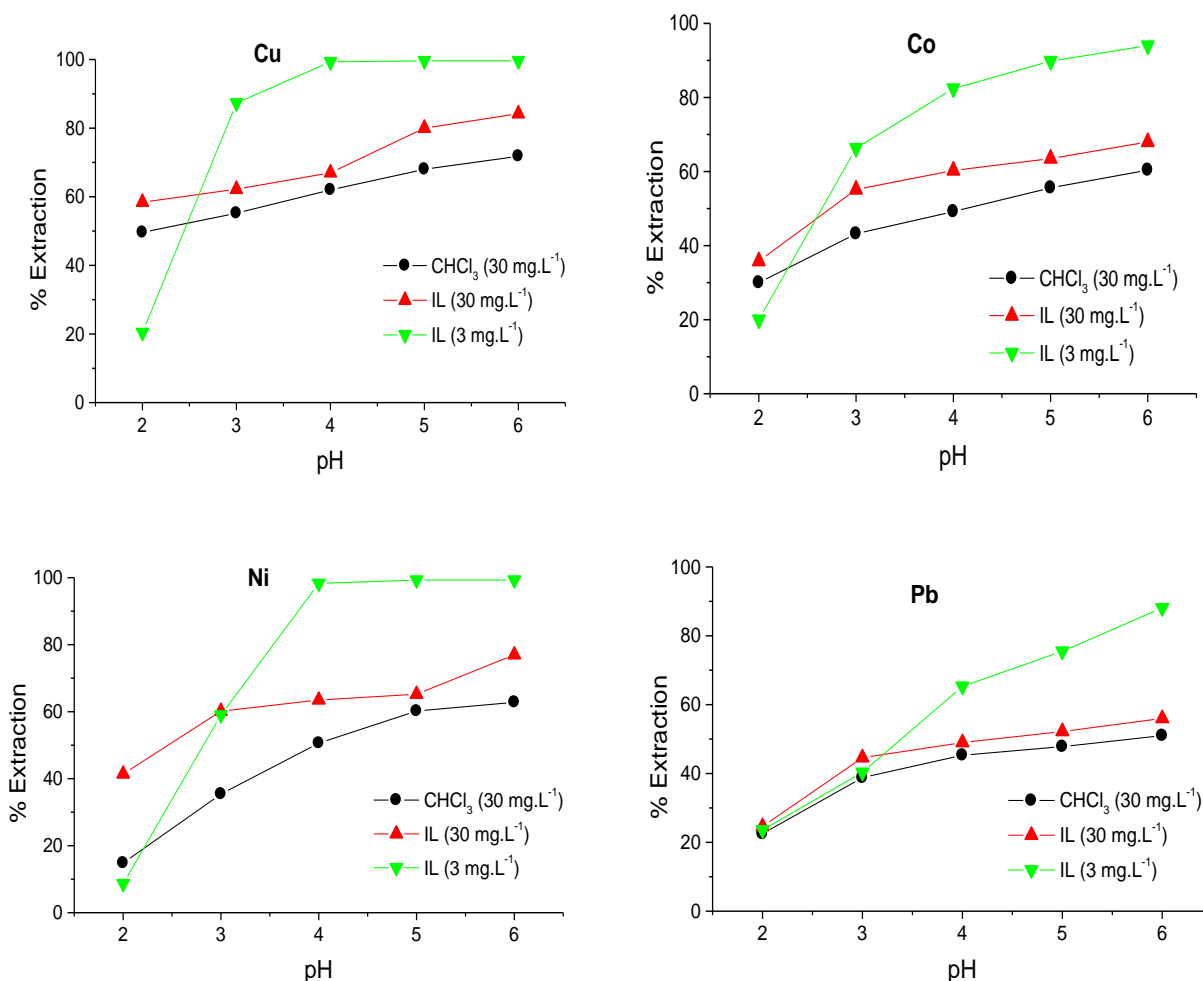 Cu
100
80
60
40
20
0
% Extraction
CHCl₃ (30 mg.L⁻¹)
IL (30 mg.L⁻¹)
IL (3 mg.L⁻¹)
2 3 4 5 6
pH
Co
100
80
60
40
20
0
% Extraction
CHCl₃ (30 mg.L⁻¹)
IL (30 mg.L⁻¹)
IL (3 mg.L⁻¹)
2 3 4 5 6
pH
Ni
100
80
60
40
20
0
% Extraction
CHCl₃ (30 mg.L⁻¹)
IL (30 mg.L⁻¹)
IL (3 mg.L⁻¹)
2 3 4 5 6
pH
Pb
100
80
60
40
20
0
% Extraction
CHCl₃ (30 mg.L⁻¹)
IL (30 mg.L⁻¹)
IL (3 mg.L⁻¹)
2 3 4 5 6
pH